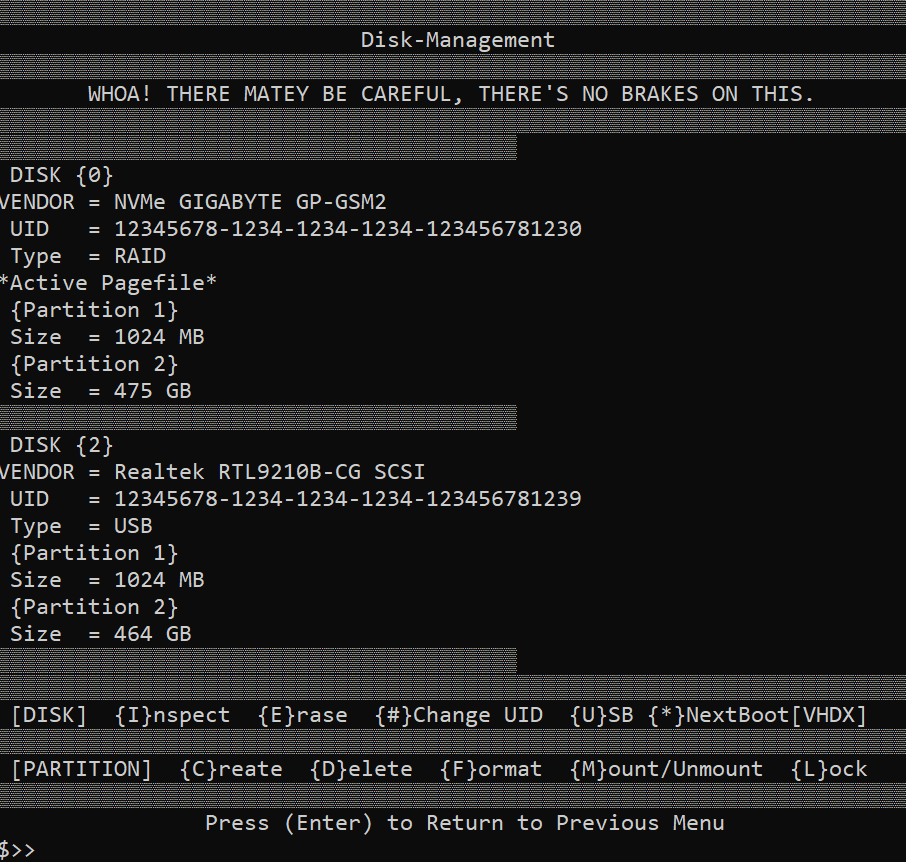 Disk-Management
WHOA! THERE MATEY BE CAREFUL, THERE'S NO BRAKES ON THIS.
DISK {0}
VENDOR = NVMe GIGABYTE GP-GSM2
UID = 12345678-1234-1234-1234-123456781230
Type = RAID
*Active Pagefile*
{Partition 1}
Size = 1024 MB
{Partition 2}
Size = 475 GB
DISK {2}
VENDOR = Realtek RTL9210B-CG SCSI
UID = 12345678-1234-1234-1234-123456781239
Type = USB
{Partition 1}
Size = 1024 MB
{Partition 2}
Size = 464 GB
[DISK] {I}nspect {E}rase {#}Change UID {U}SB {*}NextBoot[VHDX]
[PARTITION] {C}reate {D}elete {F}ormat {M}ount/Unmount {L}ock
Press (Enter) to Return to Previous Menu
$>>